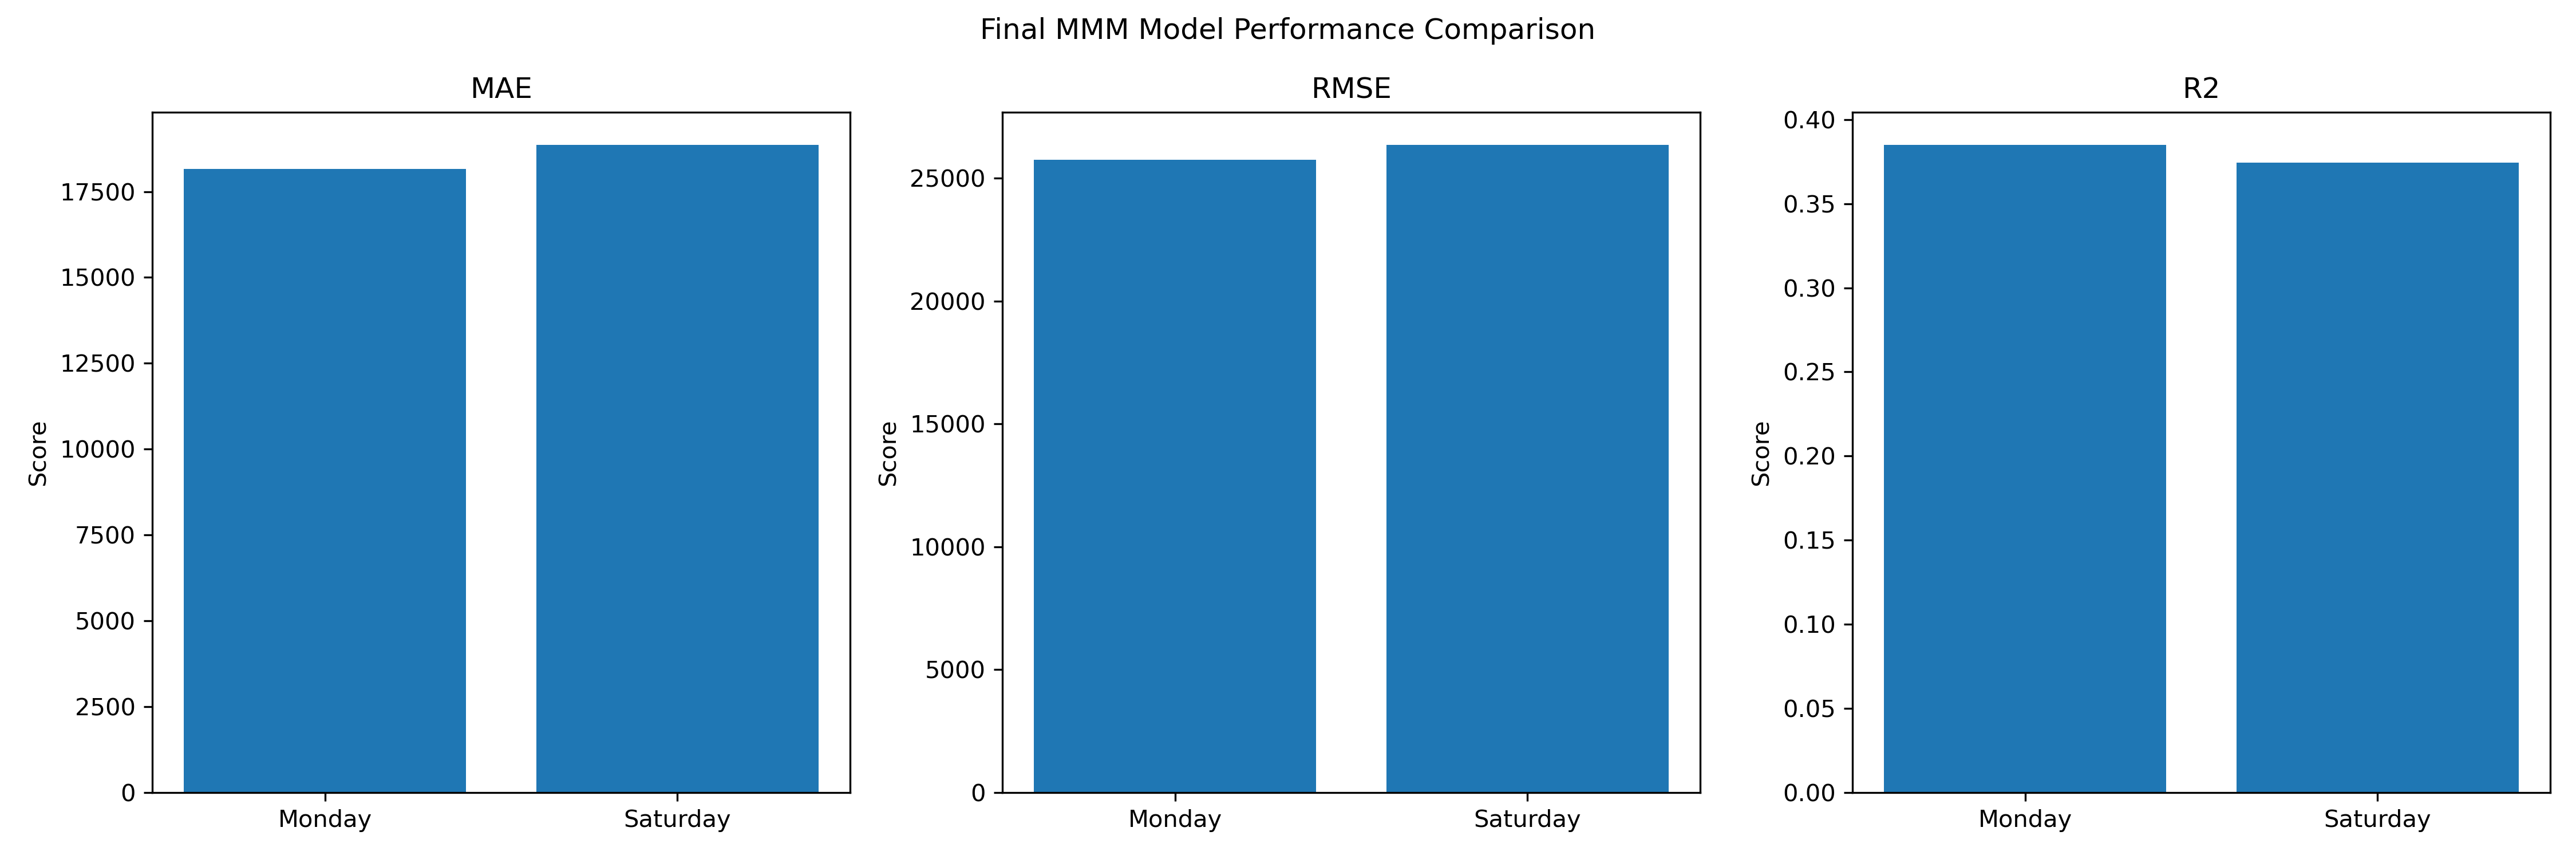 Final MMM Model Performance Comparison
MAE
Score
17500
15000
12500
10000
7500
5000
2500
0
Monday Saturday
RMSE
Score
25000
20000
15000
10000
5000
0
Monday Saturday
R2
Score
0.40
0.35
0.30
0.25
0.20
0.15
0.10
0.05
0.00
Monday Saturday